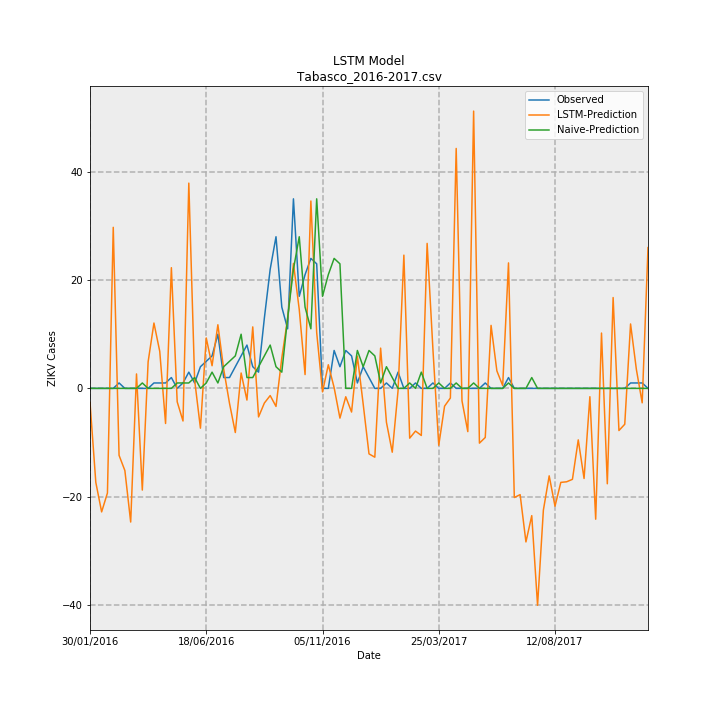 LSTM Model
Tabasco_2016-2017.csv
Observed
LSTM-Prediction
Naive-Prediction
ZIKV Cases
40
20
0
−20
−40
30/01/2016
18/06/2016
05/11/2016
25/03/2017
12/08/2017
Date